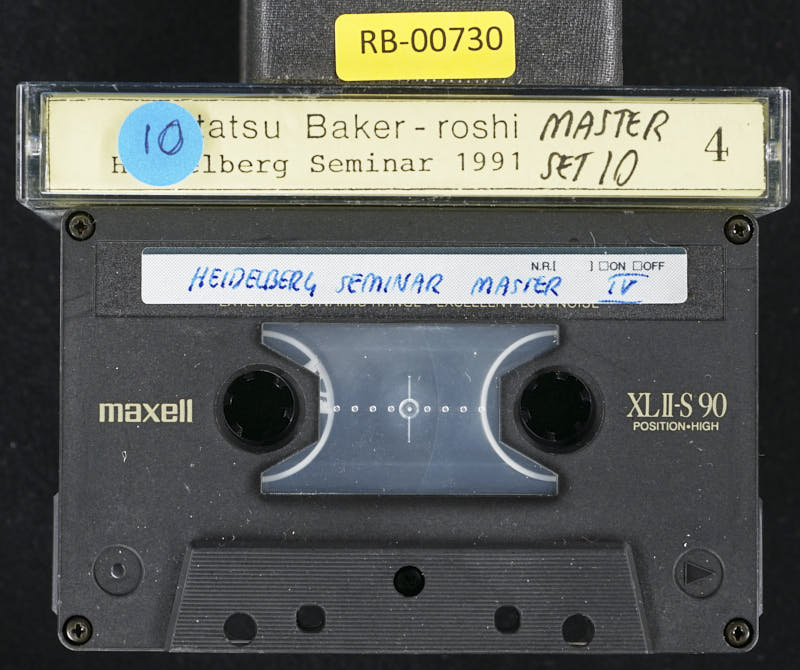 RB-00730
10 tatsu Baker-roshi MASTER 4
elberg Seminar 1991 SET 10
N.R.[ ] ☐ON ☐OFF
HEIDELBERG SEMINAR MASTER IV
maxell
XLII-S 90
POSITION•HIGH